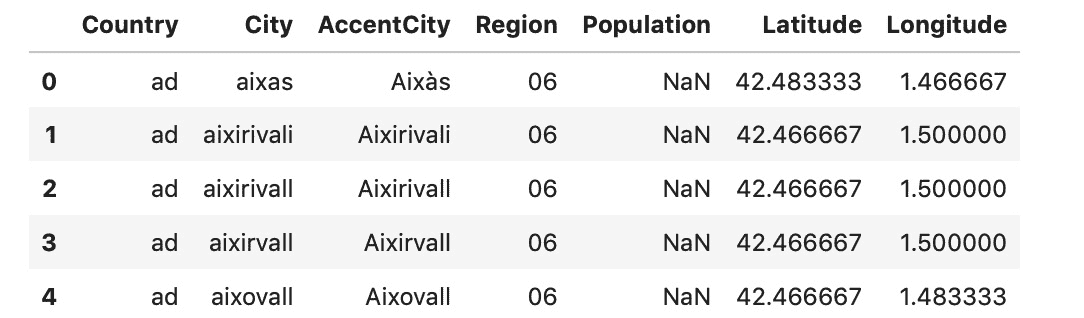 Country City AccentCity Region Population Latitude Longitude
0 ad aixas Aixàs 06 NaN 42.483333 1.466667
1 ad aixirivali Aixirivali 06 NaN 42.466667 1.500000
2 ad aixirivall Aixirivall 06 NaN 42.466667 1.500000
3 ad aixirvall Aixirvall 06 NaN 42.466667 1.500000
4 ad aixovall Aixovall 06 NaN 42.466667 1.483333